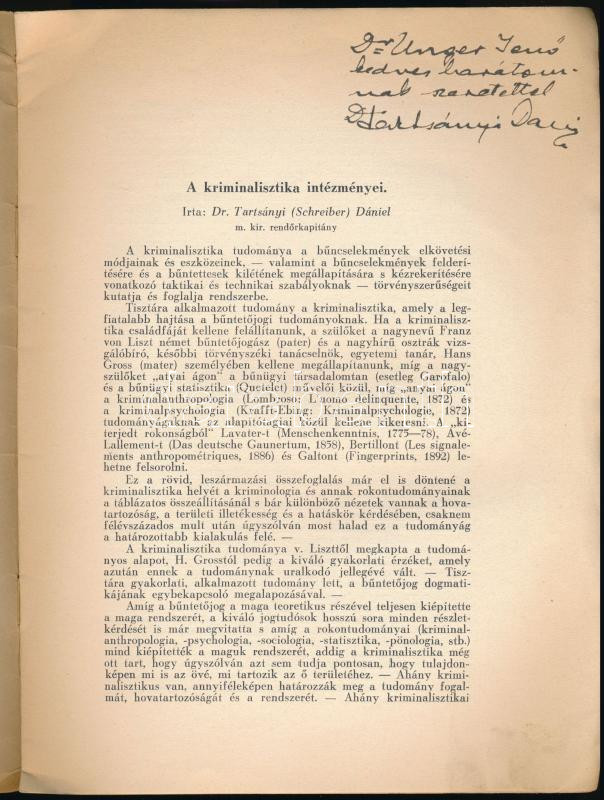 Dr Unger Jenő
kedves barátom-
nak szeretettel
Dr Tartsányi Dani
A kriminalisztika intézményei.
Irta: Dr. Tartsányi (Schreiber) Dániel
m. kir. rendőrkapitány
A kriminalisztika tudománya a bűncselekmények elkövetési
módjainak és eszközeinek, — valamint a bűncselekmények felderí-
tésére és a bűntettesek kilétének megállapítására s kézrekerítésére
vonatkozó taktikai és technikai szabályoknak — törvényszerűségeit
kutatja és foglalja rendszerbe.
Tisztára alkalmazott tudomány a kriminalisztika, amely a leg-
fiatalabb hajtása a büntetőjogi tudományoknak. Ha a kriminalisz-
tika családfáját kellene felállítanunk, a szülőket a nagynevű Franz
von Liszt német büntetőjogász (pater) és a nagyhírű osztrák vizs-
gálóbíró, későbbi törvényszéki tanácselnök, egyetemi tanár, Hans
Gross (mater) személyében kellene megállapítanunk, míg a nagy-
szülőket „atyai ágon" a bűnügyi társadalomtan (esetleg Garofalo)
és a bűnügyi statisztika (Quetelet) művelői közül, míg „anyai ágon"
a kriminalanthropologia (Lombroso: L'uomo delinquente, 1872) és
a kriminalpsychologia (Krafft-Ebing: Kriminalpsychologie, 1872)
tudományágaknak az alapítótagjai közül kellene kikeresni. A „ki-
terjedt rokonságból" Lavater-t (Menschenkenntnis, 1775—78), Avé-
Lallement-t (Das deutsche Gaunertum, 1858), Bertillont (Les signale-
ments anthropométriques, 1886) és Galtont (Fingerprints, 1892) le-
hetne felsorolni.
Ez a rövid, leszármazási összefoglalás már el is döntené a
kriminalisztika helyét a kriminologia és annak rokontudományainak
a táblázatos összeállításánál s bár különböző nézetek vannak a hova-
tartozóság, a területi illetékesség és a hatáskör kérdésében, csaknem
félévszázados mult után úgyszólván most halad ez a tudományág
a határozottabb kialakulás felé. —
A kriminalisztika tudománya v. Liszttől megkapta a tudomá-
nyos alapot, H. Grosstól pedig a kiváló gyakorlati érzéket, amely
azután ennek a tudománynak uralkodó jellegévé vált. — Tisz-
tára gyakorlati, alkalmazott tudomány lett, a büntetőjog dogmati-
kájának egybekapcsoló megalapozásával. —
Amíg a büntetőjog a maga teoretikus részével teljesen kiépítette
a maga rendszerét, a kiváló jogtudósok hosszú sora minden részlet-
kérdését is már megvitatta s amíg a rokontudományai (kriminal-
anthropologia, -psychologia, -sociologia, -statisztika, -pönologia, stb.)
mind kiépítették a maguk rendszerét, addig a kriminalisztika még
ott tart, hogy úgyszólván azt sem tudja pontosan, hogy tulajdon-
képen mi is az övé, mi tartozik az ő területéhez. — Ahány krimi-
nalisztikus van, annyiféleképen határozzák meg a tudomány fogal-
mát, hovatartozóságát és a rendszerét. — Ahány kriminalisztikai